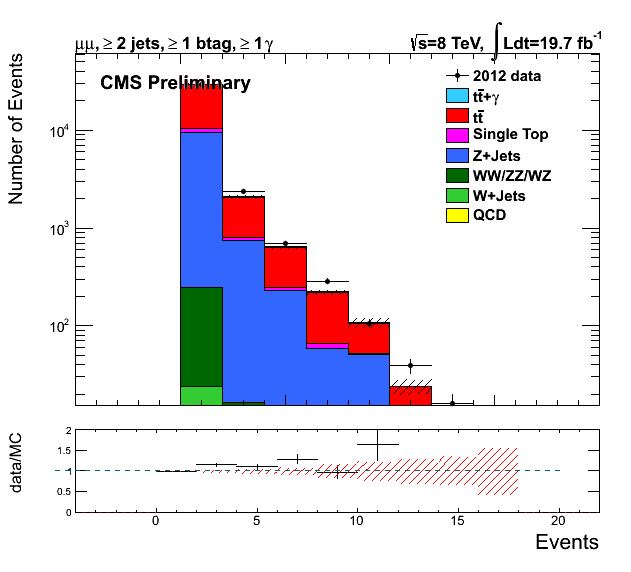 μμ, ≥ 2 jets, ≥ 1 btag, ≥ 1 γ
√s=8 TeV, ∫ Ldt=19.7 fb⁻¹
CMS Preliminary
Number of Events
10⁴
10³
10²
2012 data
tt̄+γ
tt̄
Single Top
Z+Jets
WW/ZZ/WZ
W+Jets
QCD
data/MC
2
1.5
1
0.5
0
0 5 10 15 20
Events